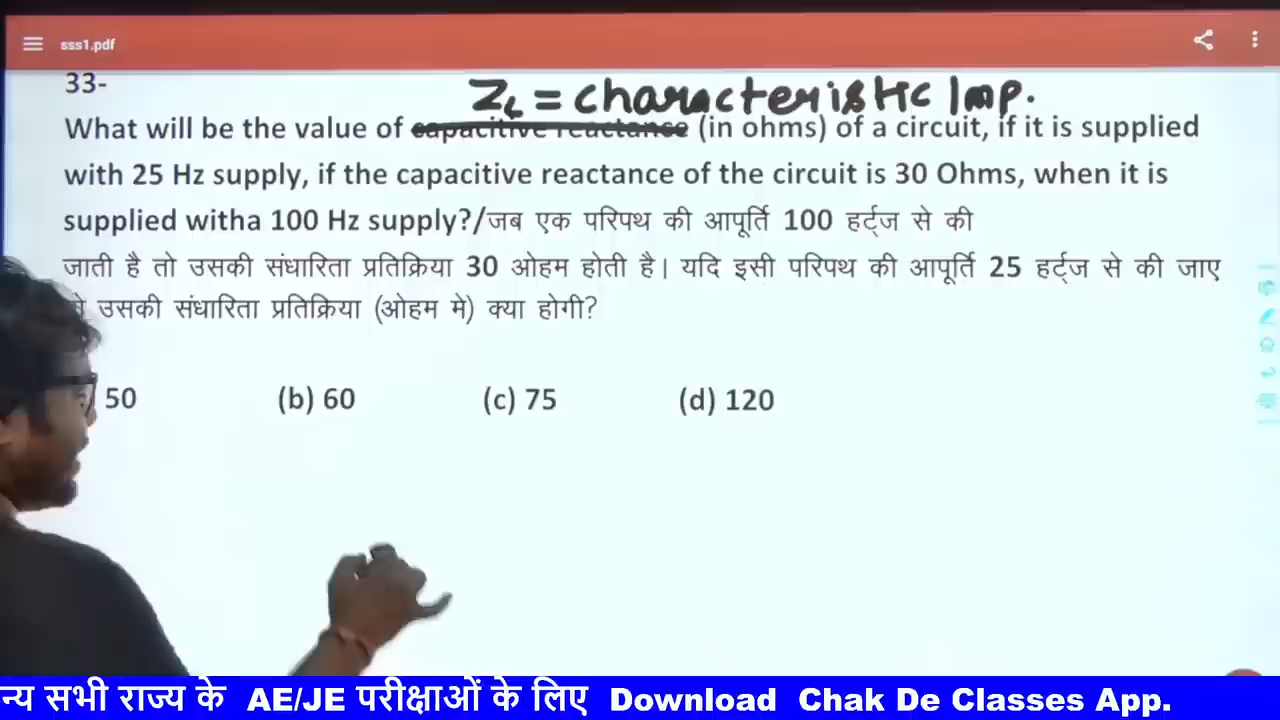 sss1.pdf
33-
Zc = characteristic Imp.
What will be the value of capacitive reactance (in ohms) of a circuit, if it is supplied
with 25 Hz supply, if the capacitive reactance of the circuit is 30 Ohms, when it is
supplied witha 100 Hz supply?/जब एक परिपथ की आपूर्ति 100 हर्ट्ज से की
जाती है तो उसकी संधारिता प्रतिक्रिया 30 ओहम होती है। यदि इसी परिपथ की आपूर्ति 25 हर्ट्ज से की जाए
उसकी संधारिता प्रतिक्रिया (ओहम मे) क्या होगी?
50 (b) 60 (c) 75 (d) 120
न्य सभी राज्य के AE/JE परीक्षाओं के लिए Download Chak De Classes App.